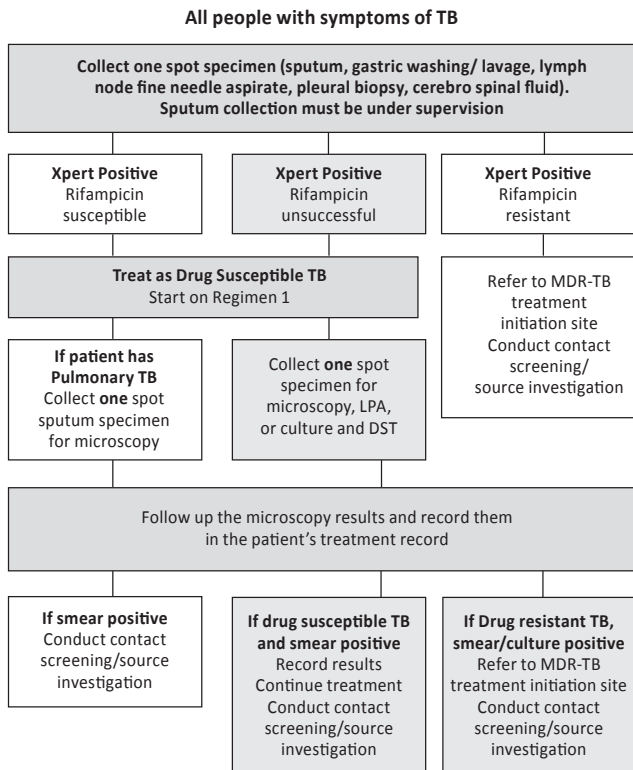 All people with symptoms of TB
Collect one spot specimen (sputum, gastric washing/ lavage, lymph
node fine needle aspirate, pleural biopsy, cerebro spinal fluid).
Sputum collection must be under supervision
Xpert Positive
Rifampicin
susceptible
Xpert Positive
Rifampicin
unsuccessful
Xpert Positive
Rifampicin
resistant
Treat as Drug Susceptible TB
Start on Regimen 1
Refer to MDR-TB
treatment
initiation site
Conduct contact
screening/
source investigation
If patient has
Pulmonary TB
Collect one spot
sputum specimen
for microscopy
Collect one spot
specimen for
microscopy, LPA,
or culture and DST
Follow up the microscopy results and record them
in the patient’s treatment record
If smear positive
Conduct contact
screening/source
investigation
If drug susceptible TB
and smear positive
Record results
Continue treatment
Conduct contact
screening/source
investigation
If Drug resistant TB,
smear/culture positive
Refer to MDR-TB
treatment initiation site
Conduct contact
screening/source
investigation